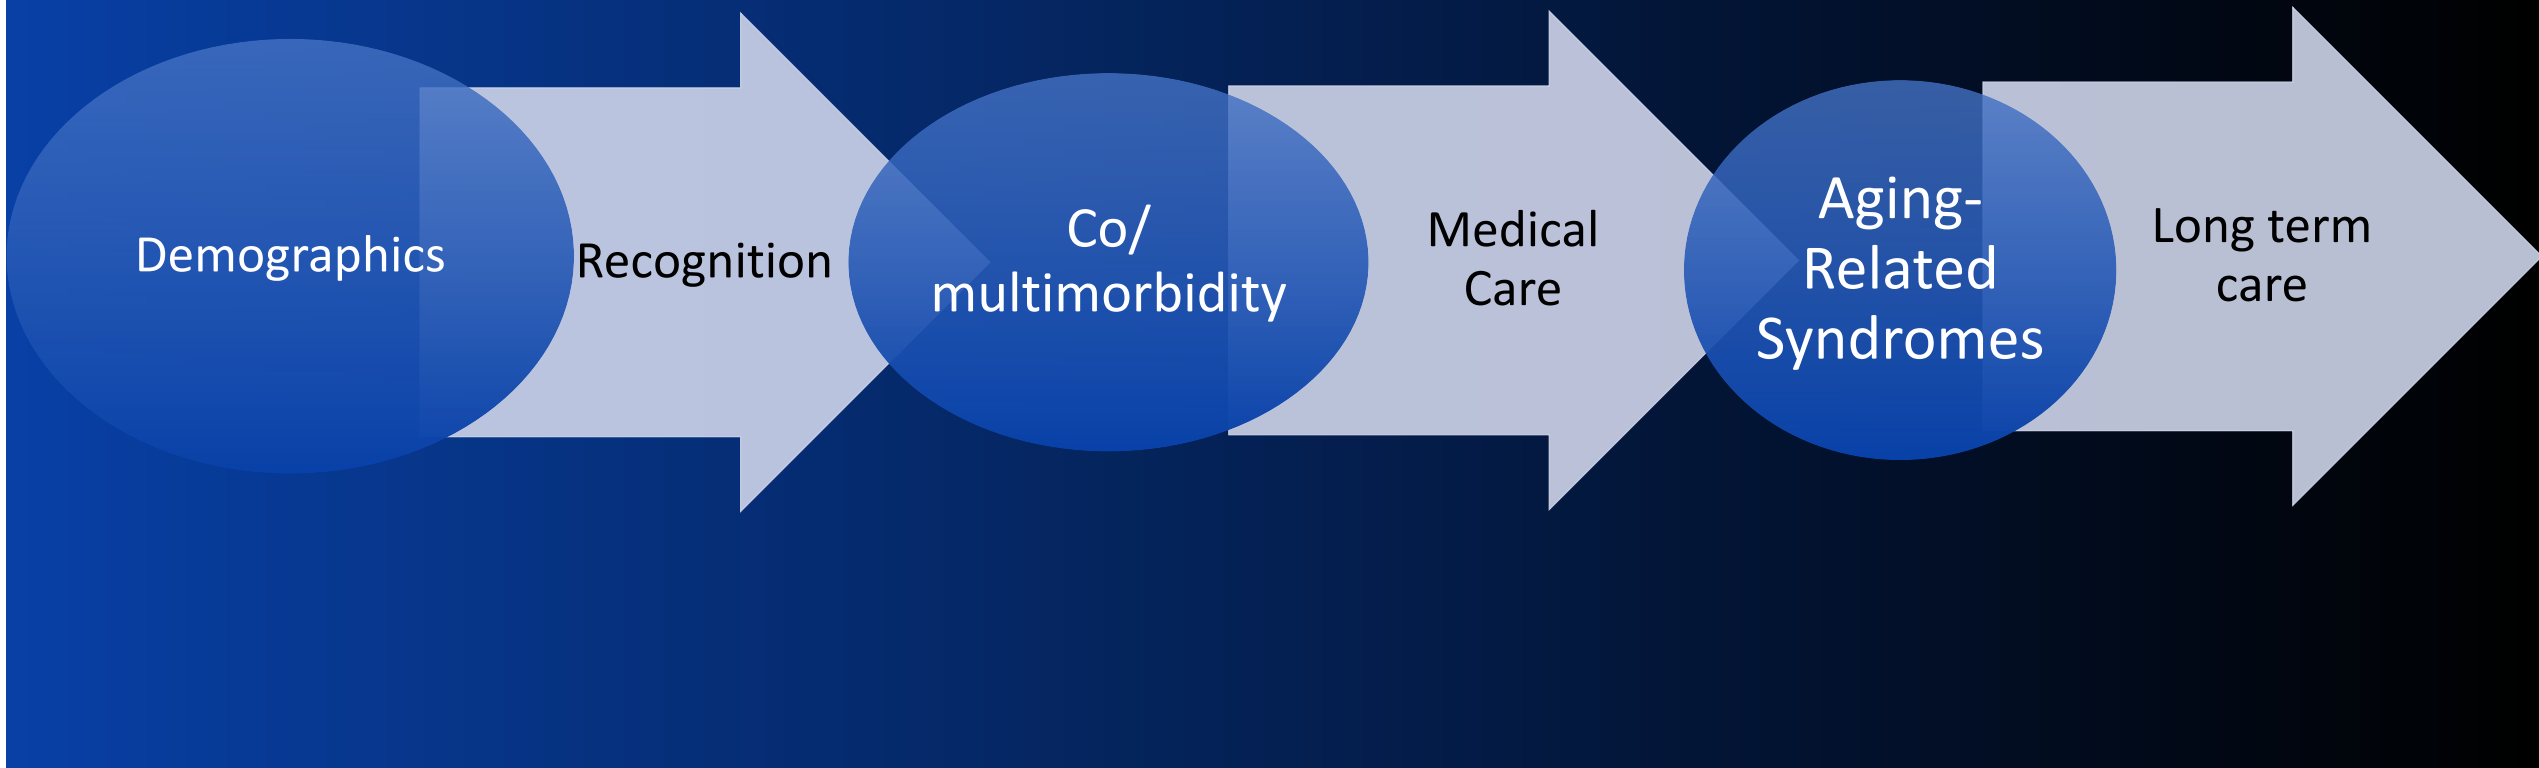 Demographics
Recognition
Co/
multimorbidity
Medical
Care
Aging-
Related
Syndromes
Long term
care